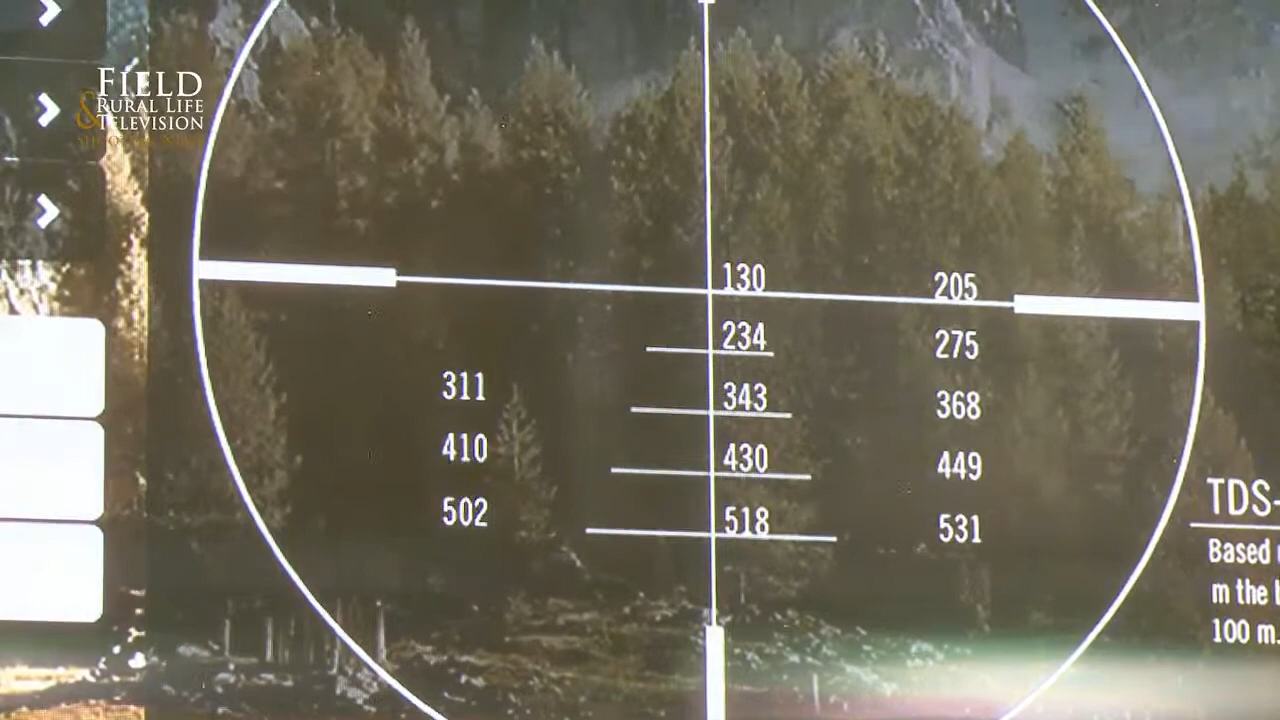 FIELD
& RURAL LIFE
TELEVISION
130 205
234 275
311 343 368
410 430 449
502 518 531
TDS-
Based
m the
100 m.